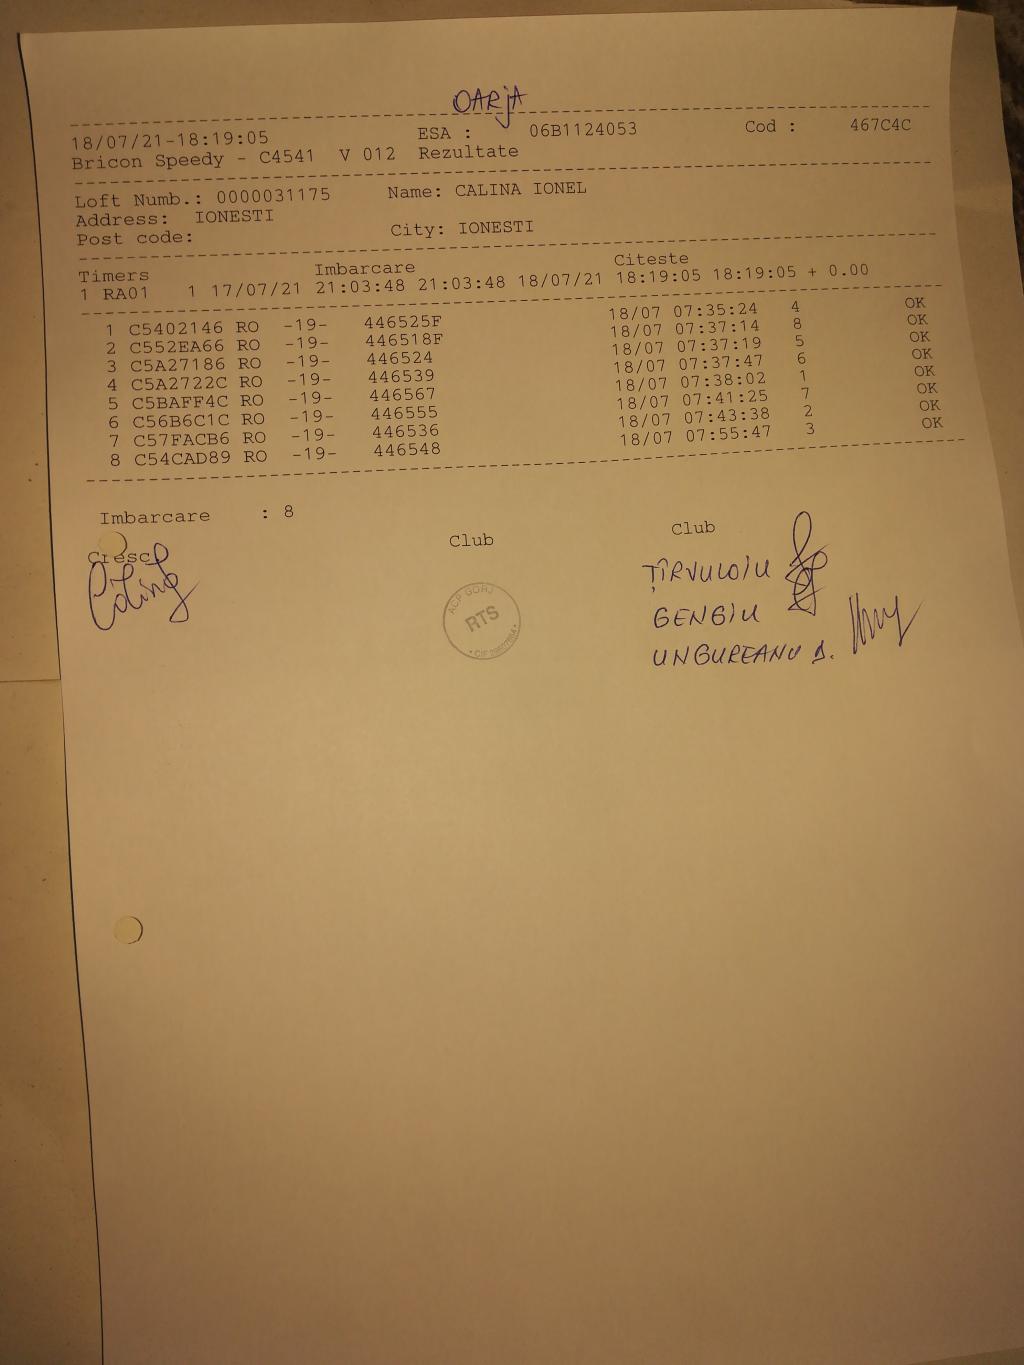 OARjA
18/07/21-18:19:05 ESA : 06B1124053 Cod : 467C4C
Bricon Speedy - C4541 V 012 Rezultate
Loft Numb.: 0000031175 Name: CALINA IONEL
Address: IONESTI
Post code: City: IONESTI
Timers Imbarcare Citeste
1 RA01 1 17/07/21 21:03:48 21:03:48 18/07/21 18:19:05 18:19:05 + 0.00
1 C5402146 RO -19- 446525F 18/07 07:35:24 4 OK
2 C552EA66 RO -19- 446518F 18/07 07:37:14 8 OK
3 C5A27186 RO -19- 446524 18/07 07:37:19 5 OK
4 C5A2722C RO -19- 446539 18/07 07:37:47 6 OK
5 C5BAFF4C RO -19- 446567 18/07 07:38:02 1 OK
6 C56B6C1C RO -19- 446555 18/07 07:41:25 7 OK
7 C57FACB6 RO -19- 446536 18/07 07:43:38 2 OK
8 C54CAD89 RO -19- 446548 18/07 07:55:47 3 OK
Imbarcare : 8
Club Club
ȚÎRVULOIU
GENGIU
UNGUREANU D.
ACP GORJ
RTS